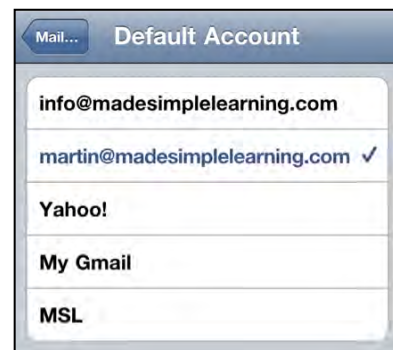 Mail...
Default Account
info@madesimplelearning.com
martin@madesimplelearning.com
Yahoo!
My Gmail
MSL